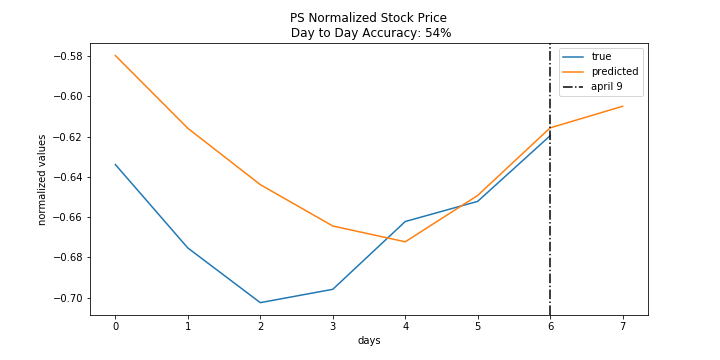 PS Normalized Stock Price
Day to Day Accuracy: 54%
true
predicted
april 9
normalized values
−0.58
−0.60
−0.62
−0.64
−0.66
−0.68
−0.70
0 1 2 3 4 5 6 7
days